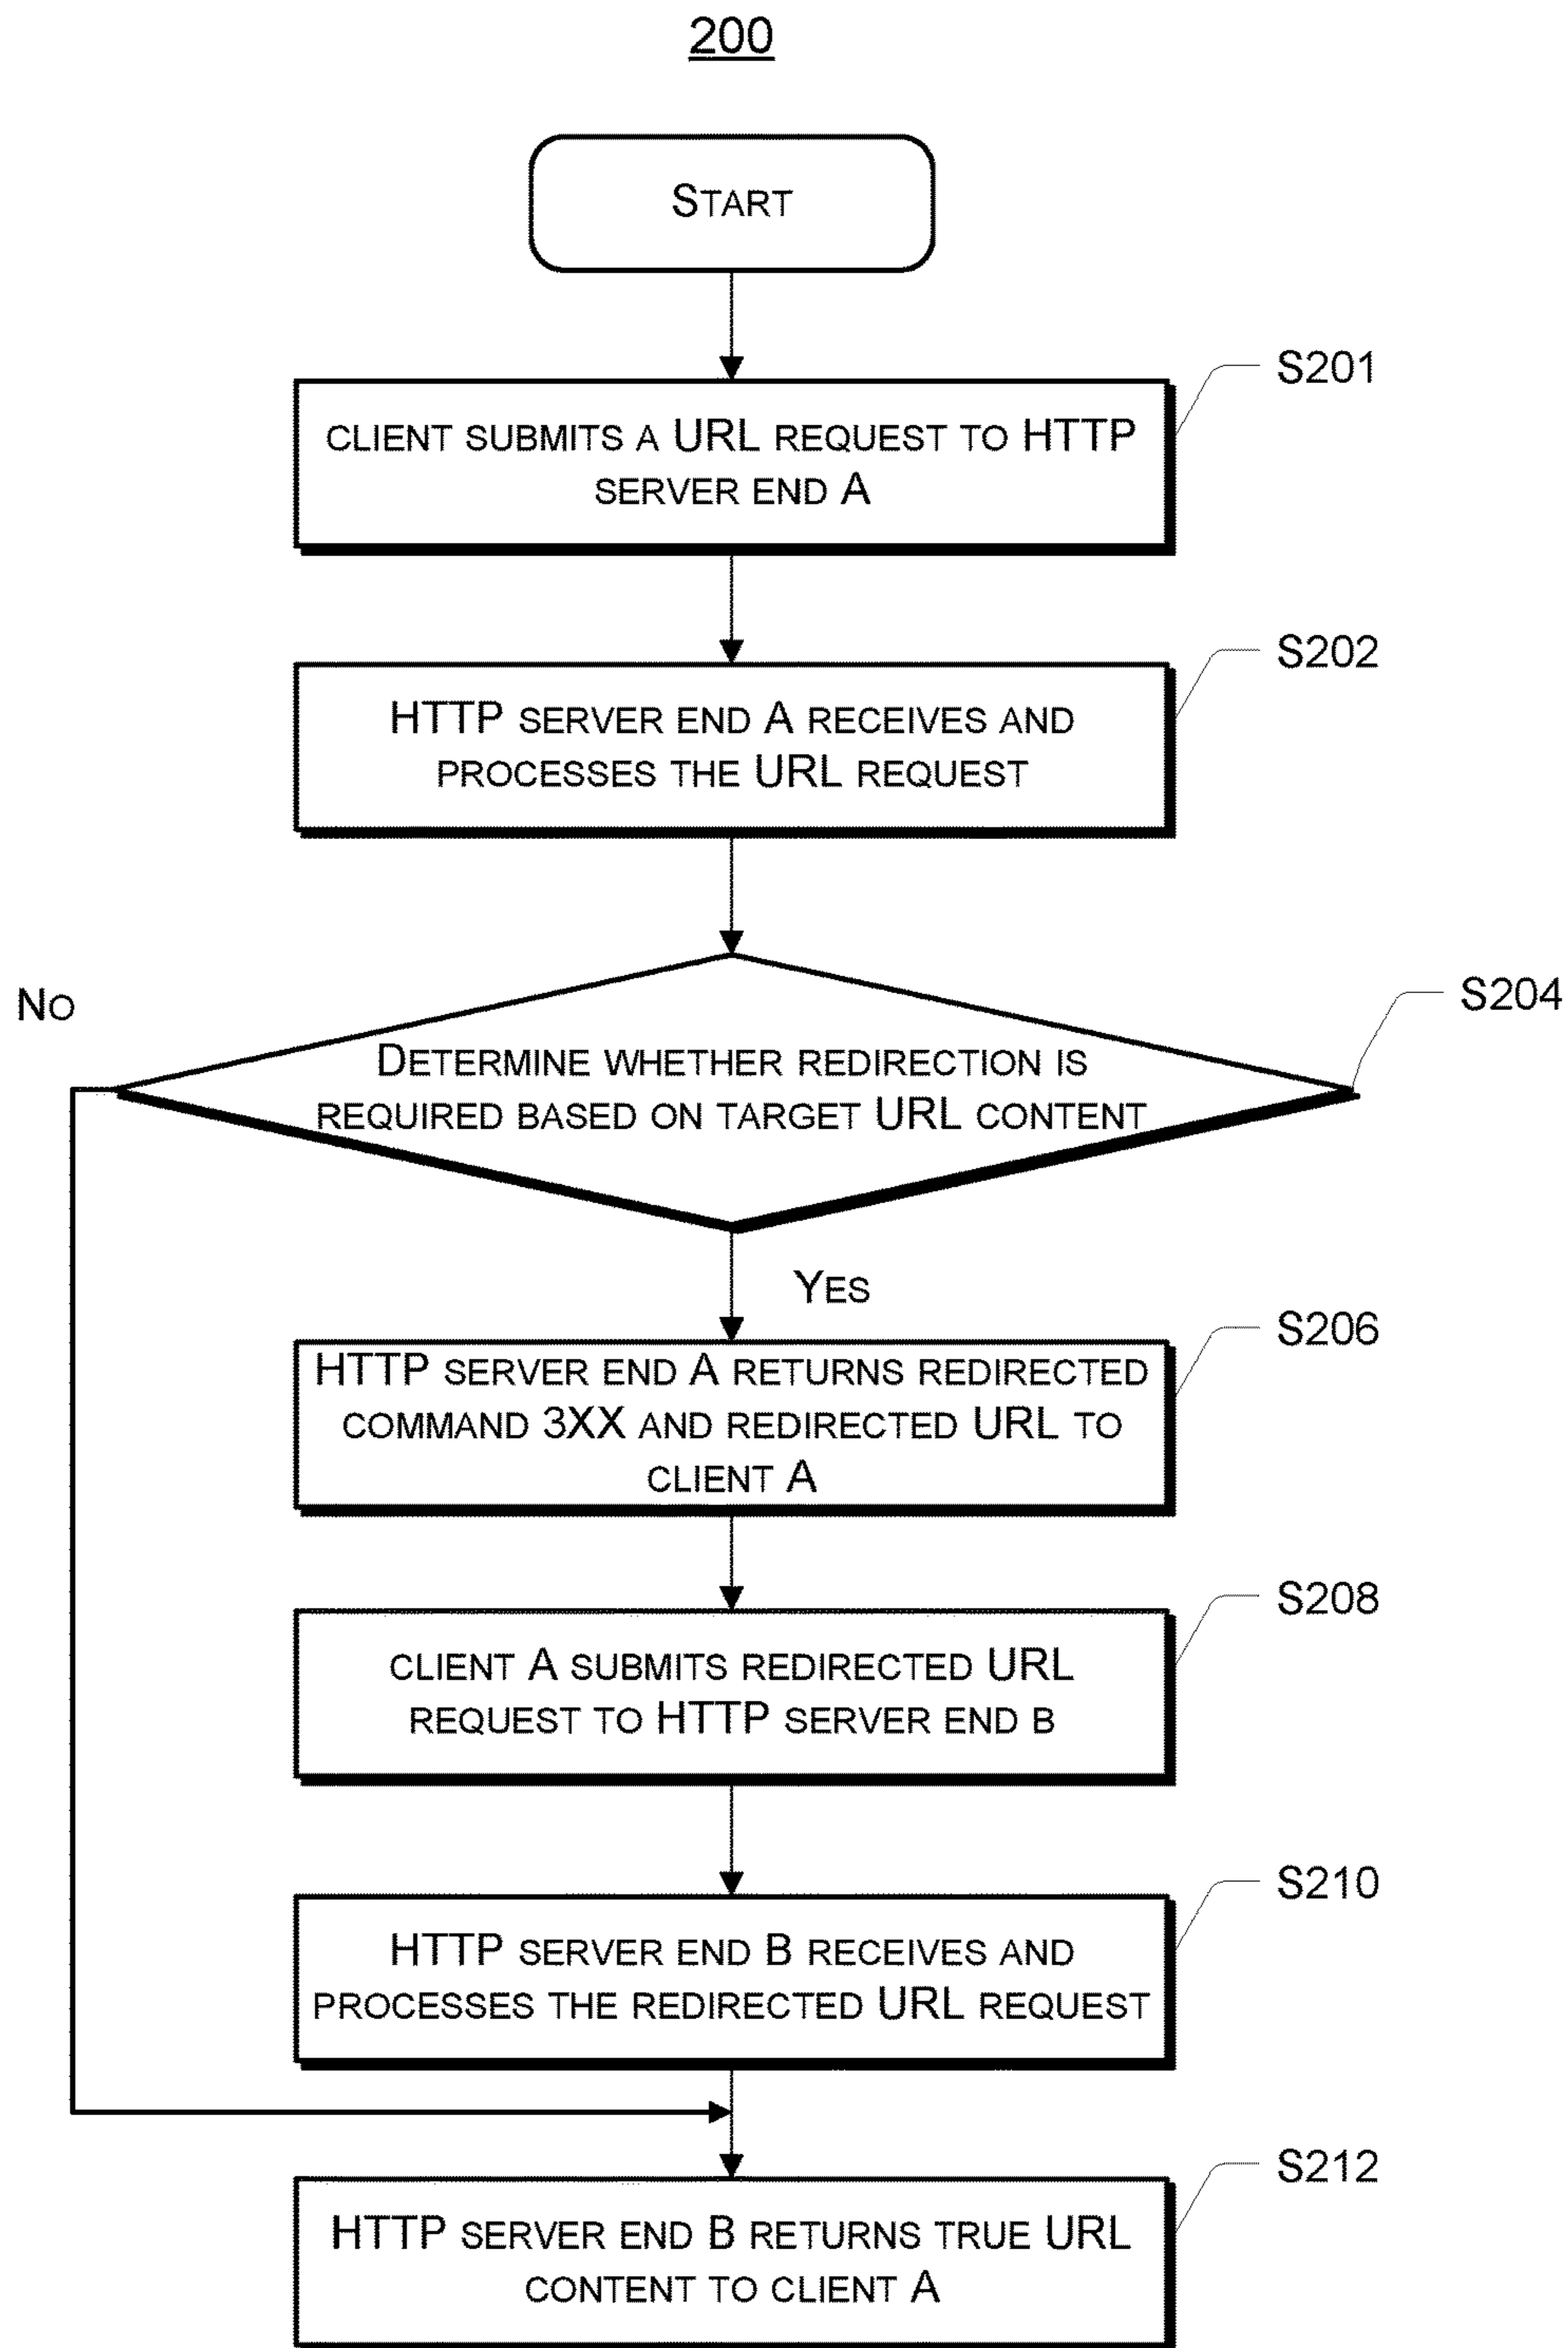 200
START
S201
CLIENT SUBMITS A URL REQUEST TO HTTP
SERVER END A
S202
HTTP SERVER END A RECEIVES AND
PROCESSES THE URL REQUEST
NO
S204
DETERMINE WHETHER REDIRECTION IS
REQUIRED BASED ON TARGET URL CONTENT
YES
S206
HTTP SERVER END A RETURNS REDIRECTED
COMMAND 3XX AND REDIRECTED URL TO
CLIENT A
S208
CLIENT A SUBMITS REDIRECTED URL
REQUEST TO HTTP SERVER END B
S210
HTTP SERVER END B RECEIVES AND
PROCESSES THE REDIRECTED URL REQUEST
S212
HTTP SERVER END B RETURNS TRUE URL
CONTENT TO CLIENT A